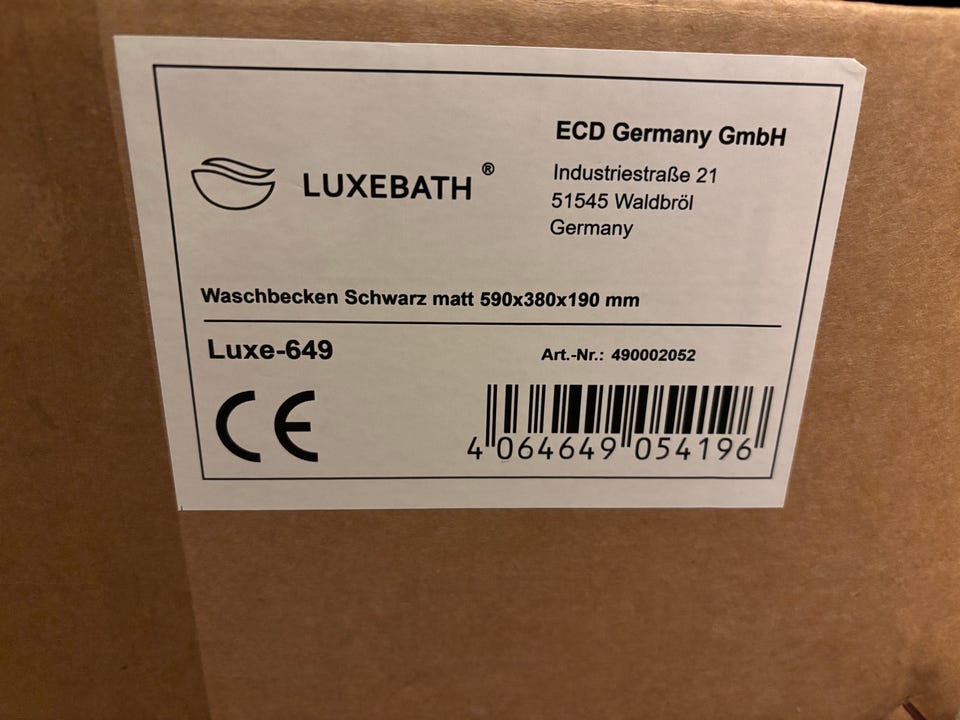 LUXEBATH ®
ECD Germany GmbH
Industriestraße 21
51545 Waldbröl
Germany
Waschbecken Schwarz matt 590x380x190 mm
Luxe-649
Art.-Nr.: 490002052
CE
4 064649 054196